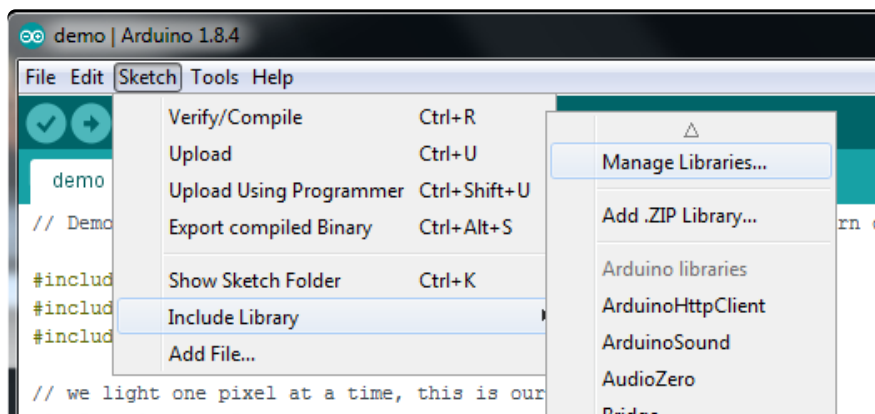 demo | Arduino 1.8.4
File Edit Sketch Tools Help
Verify/Compile Ctrl+R
Upload Ctrl+U
Upload Using Programmer Ctrl+Shift+U
Export compiled Binary Ctrl+Alt+S
Show Sketch Folder Ctrl+K
Include Library
Add File...
Manage Libraries...
Add .ZIP Library...
Arduino libraries
ArduinoHttpClient
ArduinoSound
AudioZero
Bridge
demo
// Demo
#includ
#includ
#includ
// we light one pixel at a time, this is our